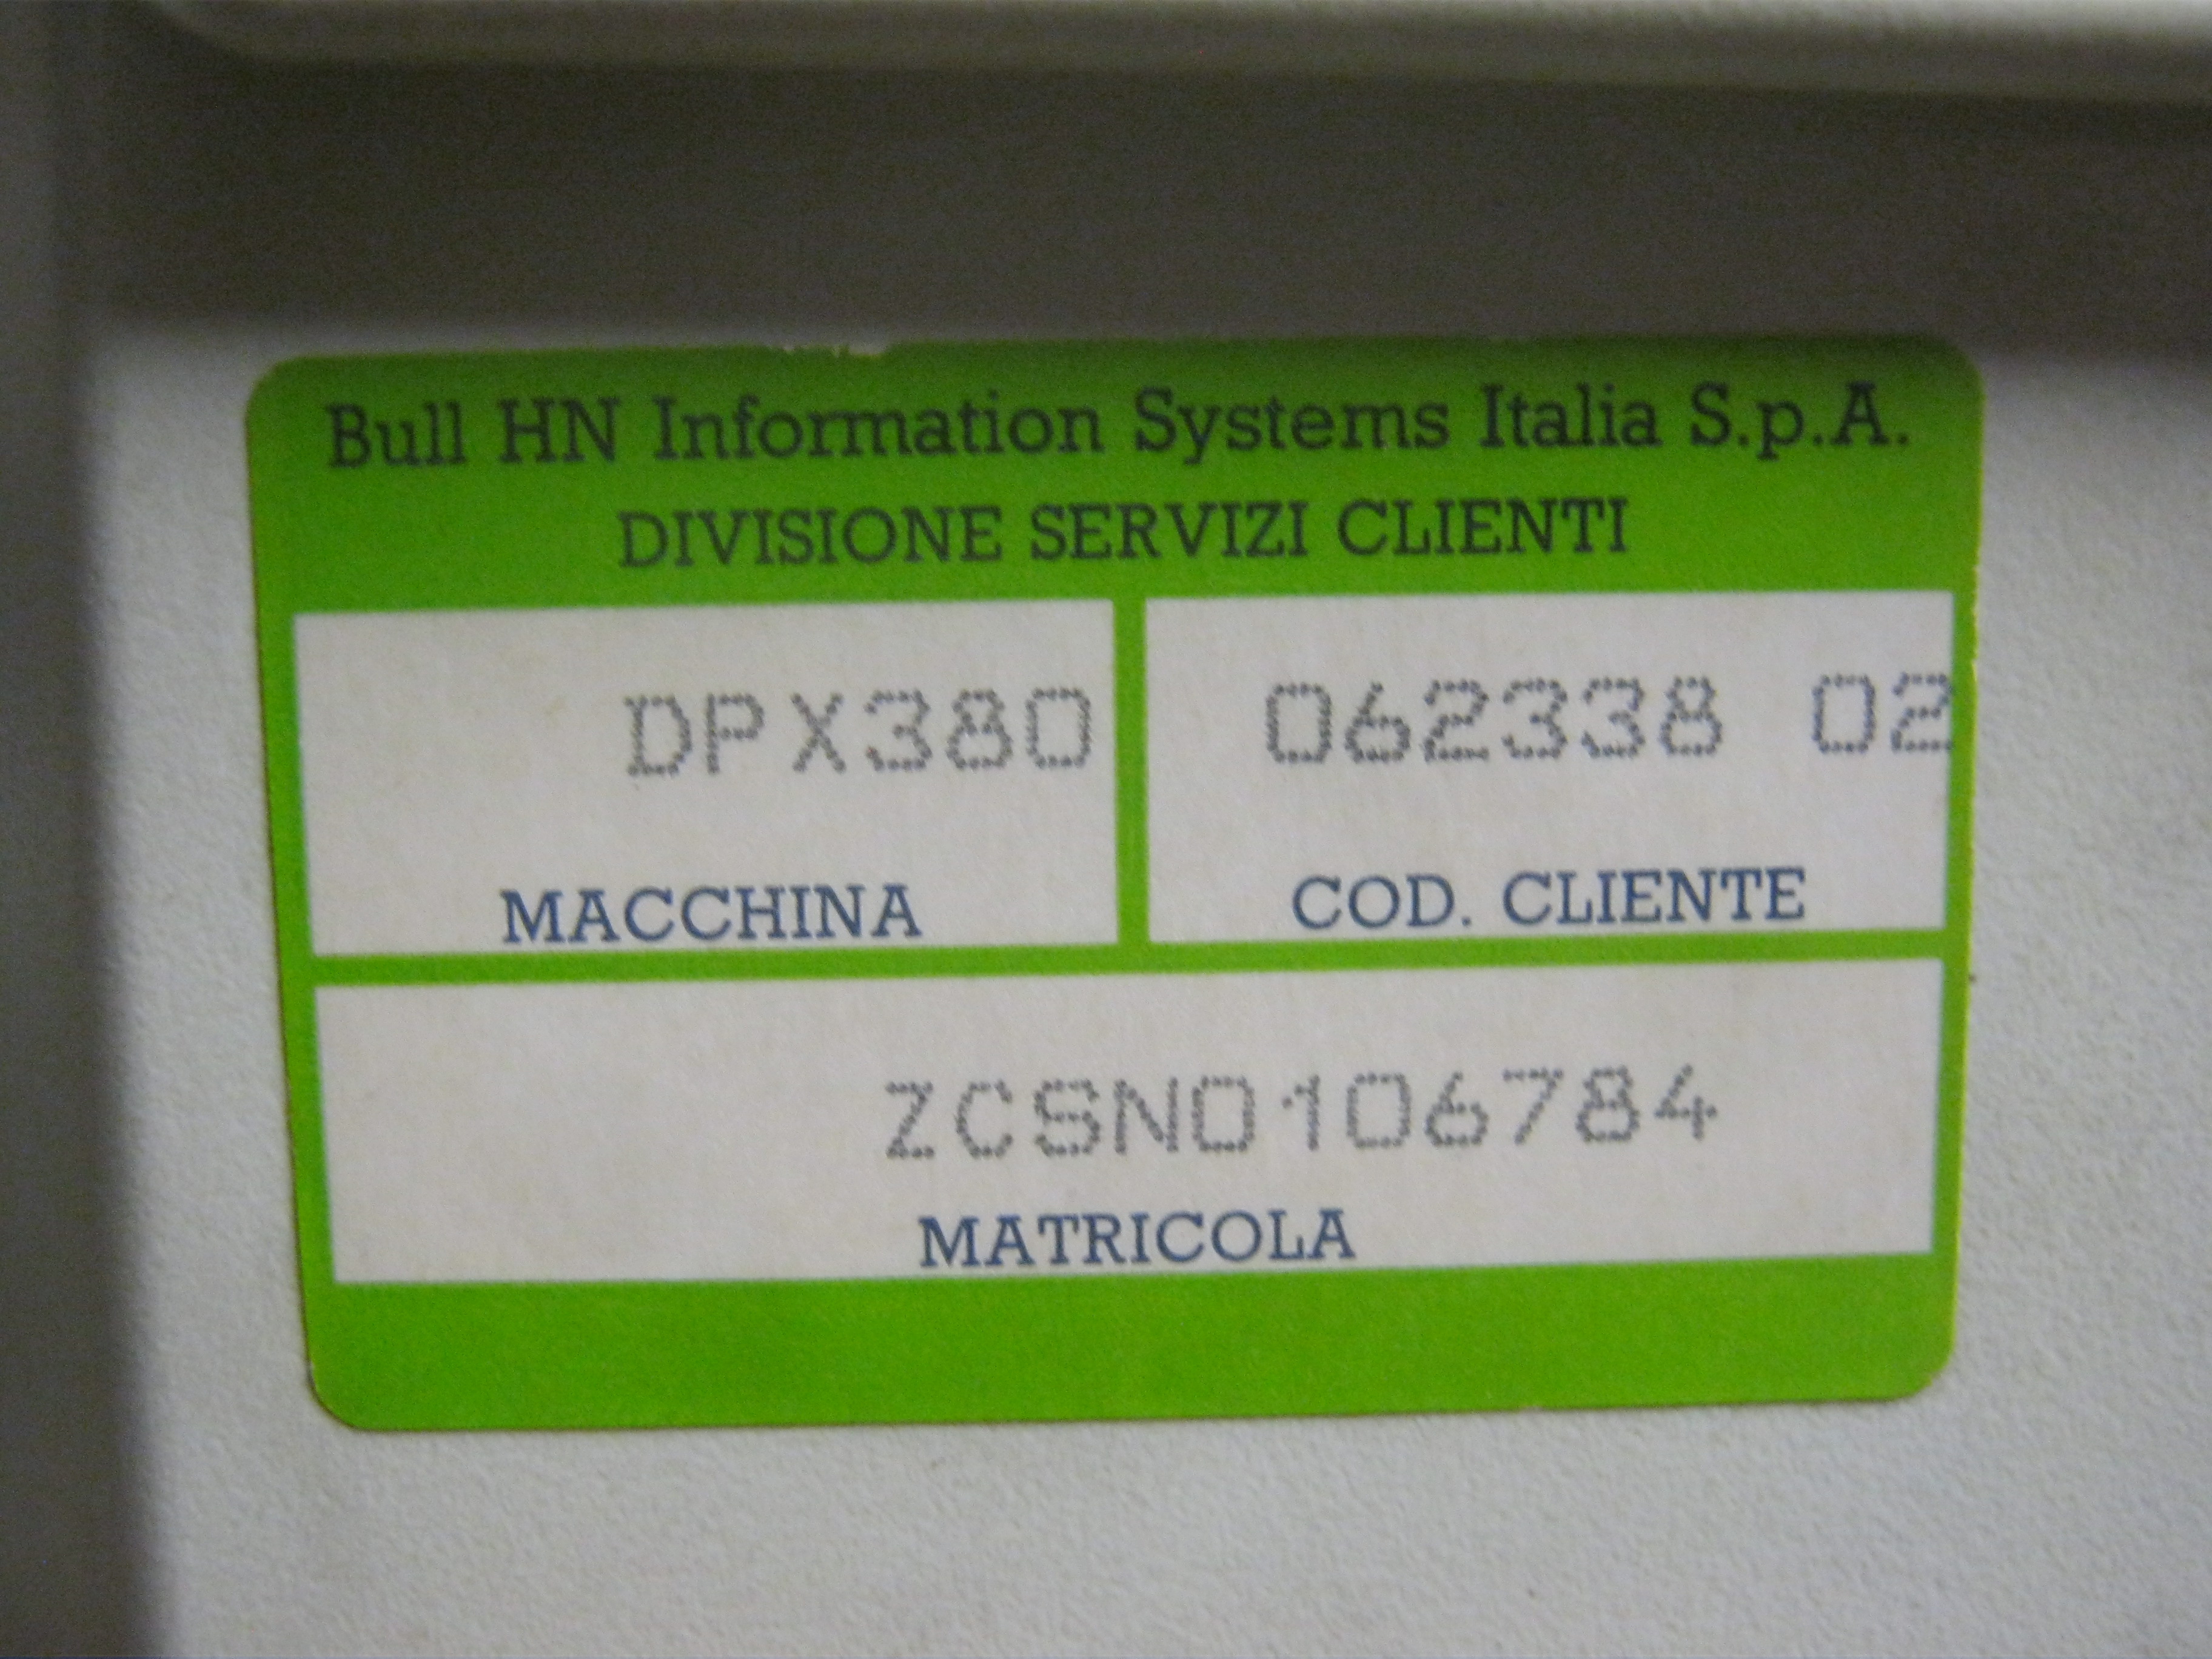 Bull HN Information Systems Italia S.p.A.
DIVISIONE SERVIZI CLIENTI
DPX380
MACCHINA
062338 02
COD. CLIENTE
ZCSN0106784
MATRICOLA